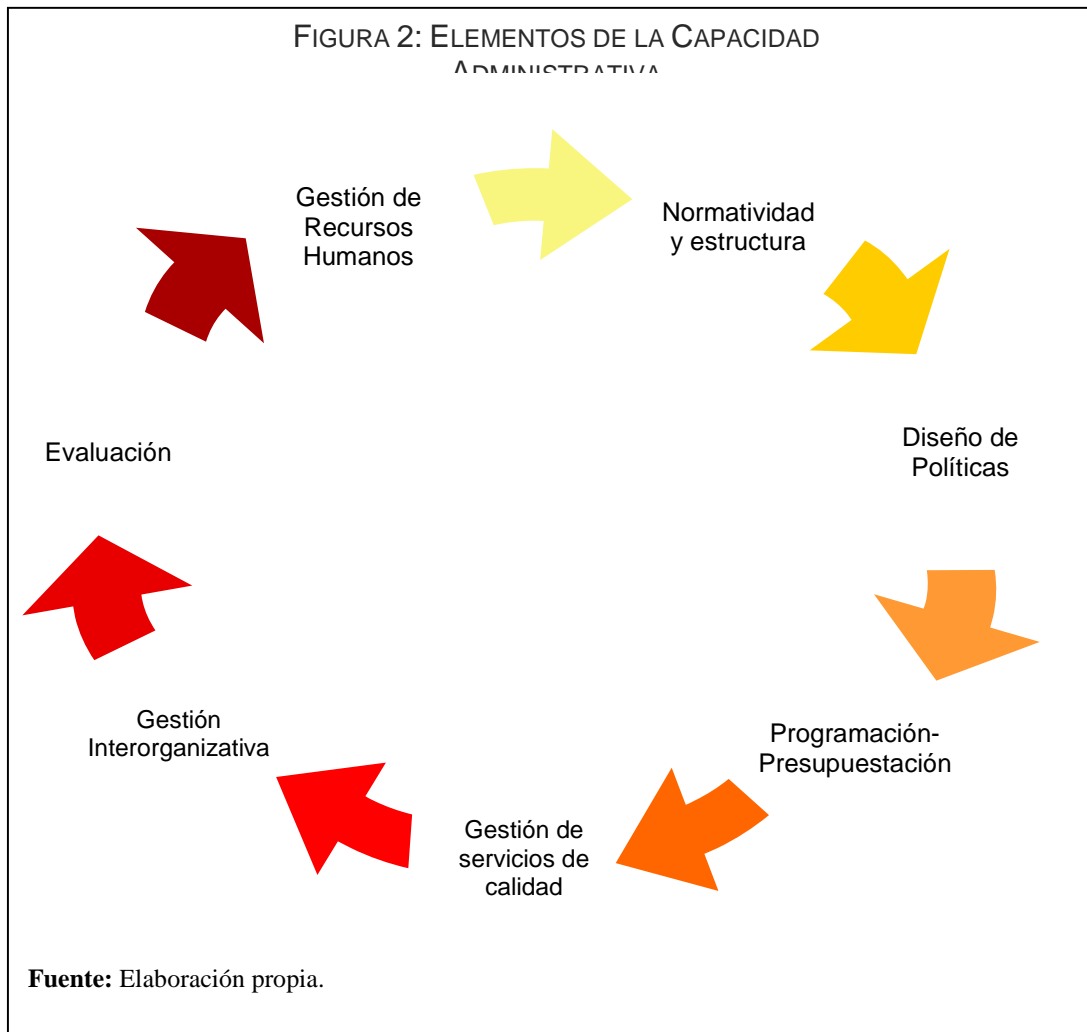 FIGURA 2: ELEMENTOS DE LA CAPACIDAD
ADMINISTRATIVA
Gestión de
Recursos
Humanos
Normatividad
y estructura
Diseño de
Políticas
Programación-
Presupuestación
Gestión de
servicios de
calidad
Gestión
Interorganizativa
Evaluación
Fuente: Elaboración propia.